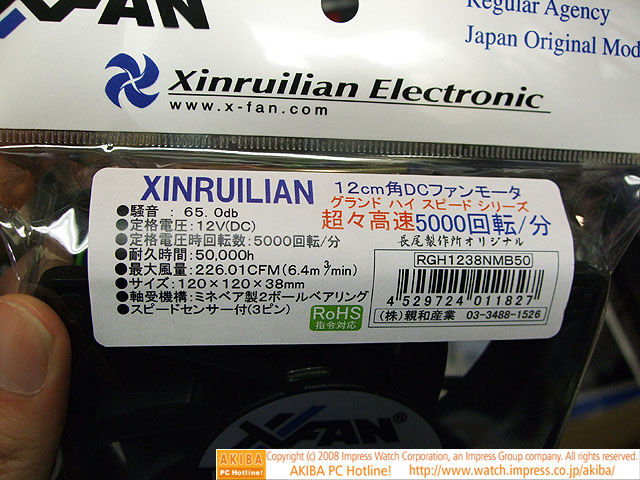 X-FAN
Regular Agency
Japan Original Mod
Xinruilian Electronic
www.x-fan.com
XINRUILIAN
12cm角DCファンモータ
グランド ハイ スピード シリーズ
超々高速5000回転/分
長尾製作所オリジナル
●騒音 : 65.0db
●定格電圧:12V(DC)
●定格電圧時回転数:5000回転/分
●耐久時間:50,000h
●最大風量:226.01CFM(6.4m³/min)
●サイズ:120×120×38mm
●軸受機構:ミネベア製2ボールベアリング
●スピードセンサー付(3ピン)
RoHS
指令対応
RGH1238NMB50
4 529724 011827
(株)親和産業 03-3488-1526
X-FAN
AKIBA
PC Hotline!
Copyright (c) 2008 Impress Watch Corporation, an Impress Group company. All rights reserved.
AKIBA PC Hotline! http://www.watch.impress.co.jp/akiba/